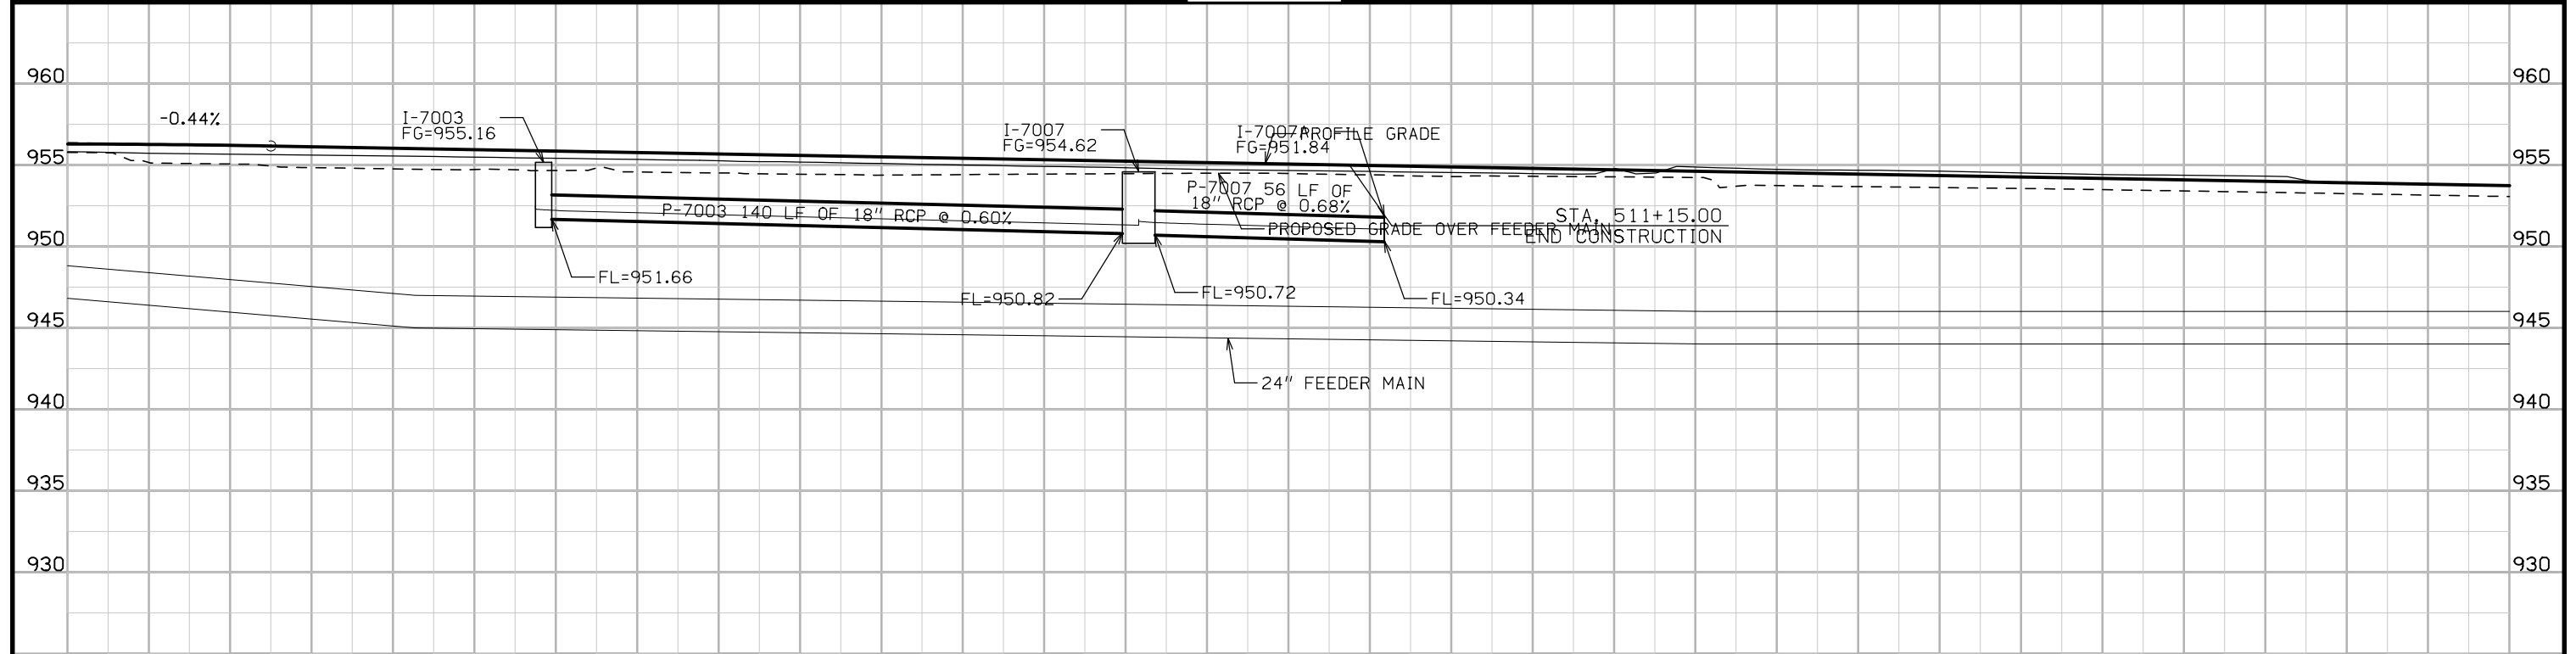 960
960
-0.44%
I-7003
FG=955.16
I-7007
FG=954.62
I-7007A
FG=951.84
PROFILE GRADE
955
955
P-7003 140 LF OF 18" RCP @ 0.60%
P-7007 56 LF OF
18" RCP @ 0.68%
PROPOSED GRADE OVER FEEDER MAIN
STA. 511+15.00
END CONSTRUCTION
950
950
FL=951.66
FL=950.82
FL=950.72
FL=950.34
945
945
24" FEEDER MAIN
940
940
935
935
930
930